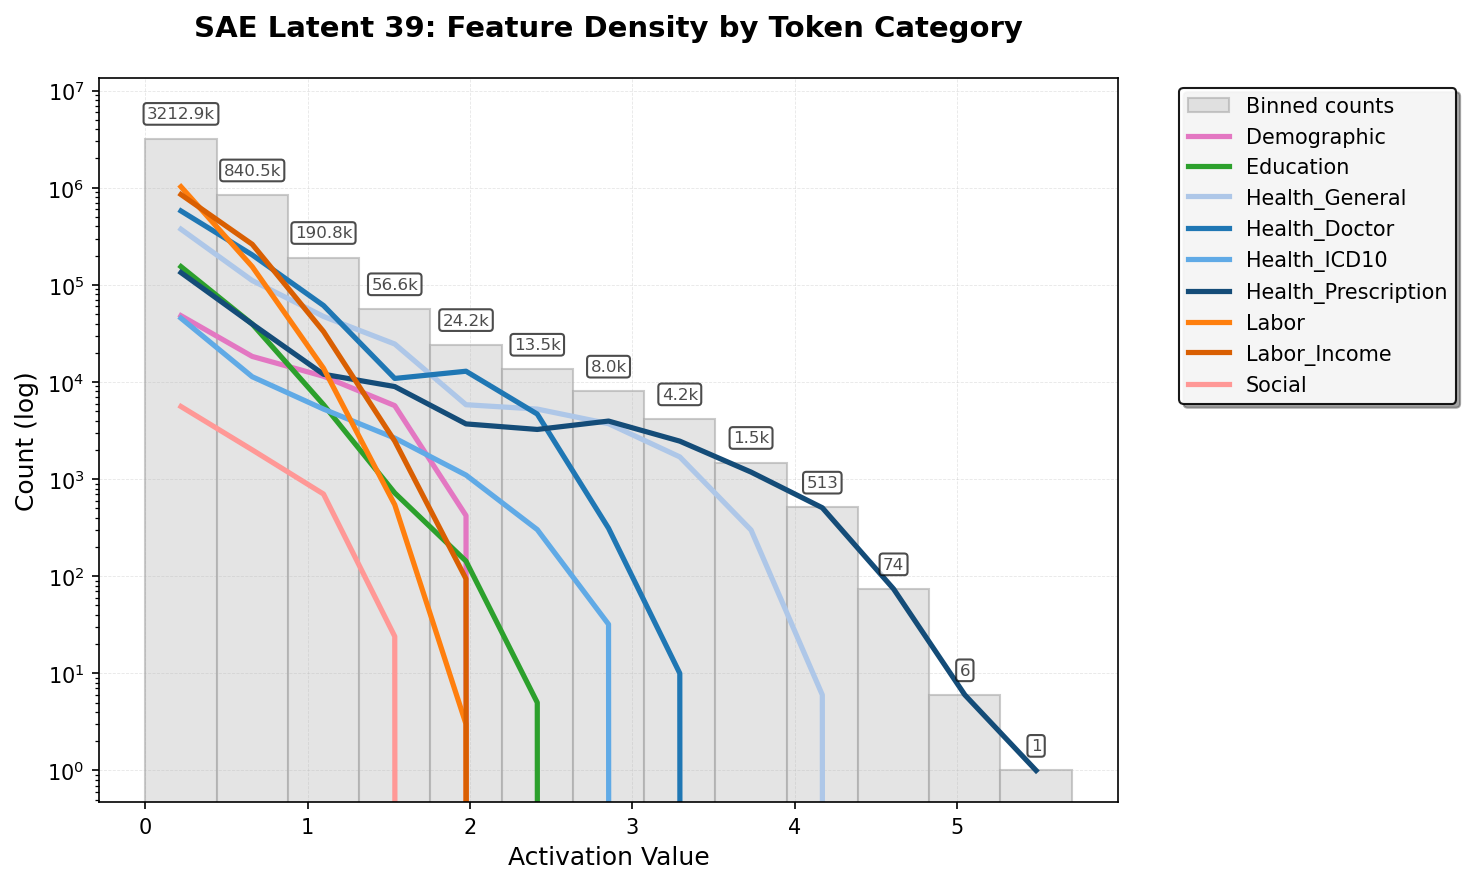 SAE Latent 39: Feature Density by Token Category
Count (log)
10⁷
10⁶
10⁵
10⁴
10³
10²
10¹
10⁰
3212.9k
840.5k
190.8k
56.6k
24.2k
13.5k
8.0k
4.2k
1.5k
513
74
6
1
0 1 2 3 4 5
Activation Value
Binned counts
Demographic
Education
Health_General
Health_Doctor
Health_ICD10
Health_Prescription
Labor
Labor_Income
Social